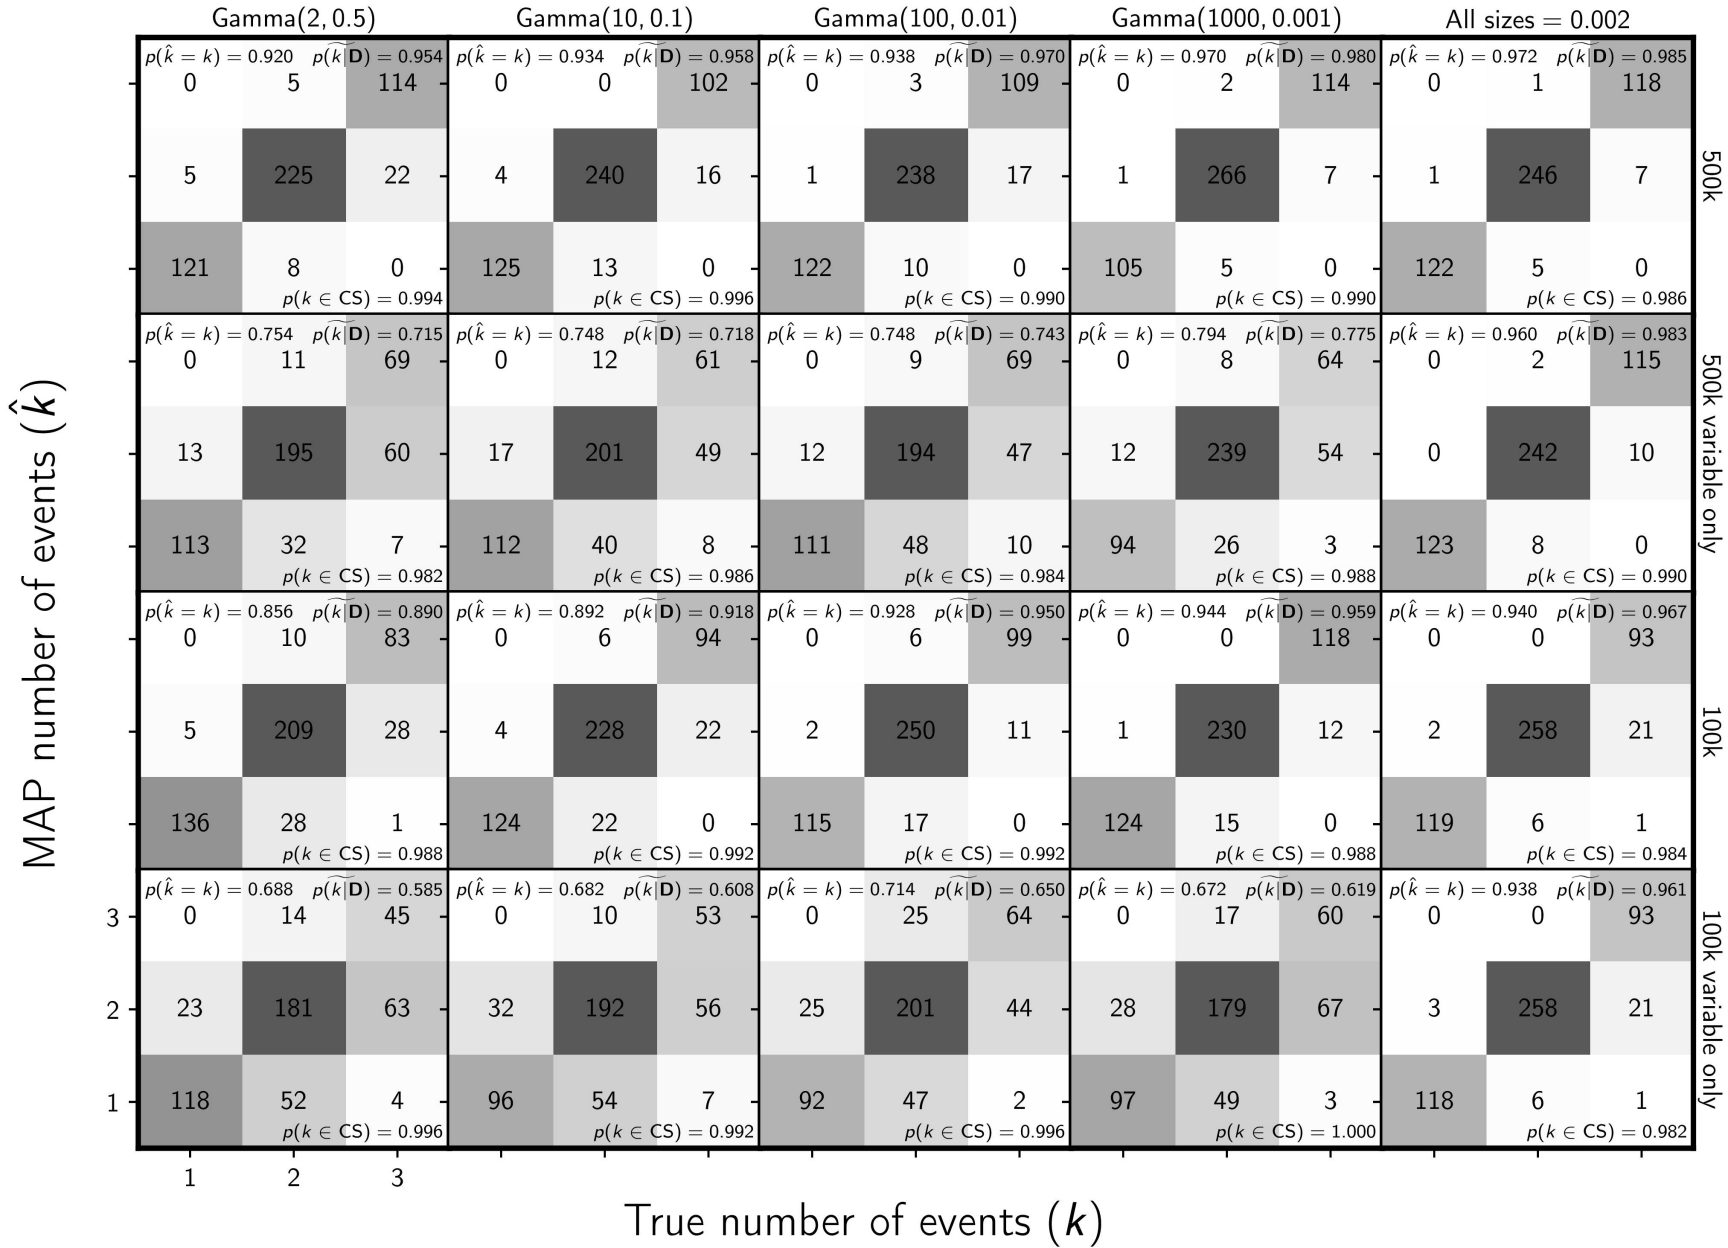 Gamma(2, 0.5) Gamma(10, 0.1) Gamma(100, 0.01) Gamma(1000, 0.001) All sizes = 0.002
p(k̂ = k) = 0.920 p(k|D) = 0.954 p(k̂ = k) = 0.934 p(k|D) = 0.958 p(k̂ = k) = 0.938 p(k|D) = 0.970 p(k̂ = k) = 0.970 p(k|D) = 0.980 p(k̂ = k) = 0.972 p(k|D) = 0.985
0 5 114 0 0 102 0 3 109 0 2 114 0 1 118
5 225 22 4 240 16 1 238 17 1 266 7 1 246 7
500k
121 8 0 125 13 0 122 10 0 105 5 0 122 5 0
p(k ∈ CS) = 0.994 p(k ∈ CS) = 0.996 p(k ∈ CS) = 0.990 p(k ∈ CS) = 0.990 p(k ∈ CS) = 0.986
p(k̂ = k) = 0.754 p(k|D) = 0.715 p(k̂ = k) = 0.748 p(k|D) = 0.718 p(k̂ = k) = 0.748 p(k|D) = 0.743 p(k̂ = k) = 0.794 p(k|D) = 0.775 p(k̂ = k) = 0.960 p(k|D) = 0.983
0 11 69 0 12 61 0 9 69 0 8 64 0 2 115
13 195 60 17 201 49 12 194 47 12 239 54 0 242 10
500k variable only
113 32 7 112 40 8 111 48 10 94 26 3 123 8 0
p(k ∈ CS) = 0.982 p(k ∈ CS) = 0.986 p(k ∈ CS) = 0.984 p(k ∈ CS) = 0.988 p(k ∈ CS) = 0.990
p(k̂ = k) = 0.856 p(k|D) = 0.890 p(k̂ = k) = 0.892 p(k|D) = 0.918 p(k̂ = k) = 0.928 p(k|D) = 0.950 p(k̂ = k) = 0.944 p(k|D) = 0.959 p(k̂ = k) = 0.940 p(k|D) = 0.967
0 10 83 0 6 94 0 6 99 0 0 118 0 0 93
5 209 28 4 228 22 2 250 11 1 230 12 2 258 21
100k
136 28 1 124 22 0 115 17 0 124 15 0 119 6 1
p(k ∈ CS) = 0.988 p(k ∈ CS) = 0.992 p(k ∈ CS) = 0.992 p(k ∈ CS) = 0.988 p(k ∈ CS) = 0.984
p(k̂ = k) = 0.688 p(k|D) = 0.585 p(k̂ = k) = 0.682 p(k|D) = 0.608 p(k̂ = k) = 0.714 p(k|D) = 0.650 p(k̂ = k) = 0.672 p(k|D) = 0.619 p(k̂ = k) = 0.938 p(k|D) = 0.961
3 0 14 45 0 10 53 0 25 64 0 17 60 0 0 93
2 23 181 63 32 192 56 25 201 44 28 179 67 3 258 21
100k variable only
1 118 52 4 96 54 7 92 47 2 97 49 3 118 6 1
p(k ∈ CS) = 0.996 p(k ∈ CS) = 0.992 p(k ∈ CS) = 0.996 p(k ∈ CS) = 1.000 p(k ∈ CS) = 0.982
1 2 3
MAP number of events (k̂)
True number of events (k)